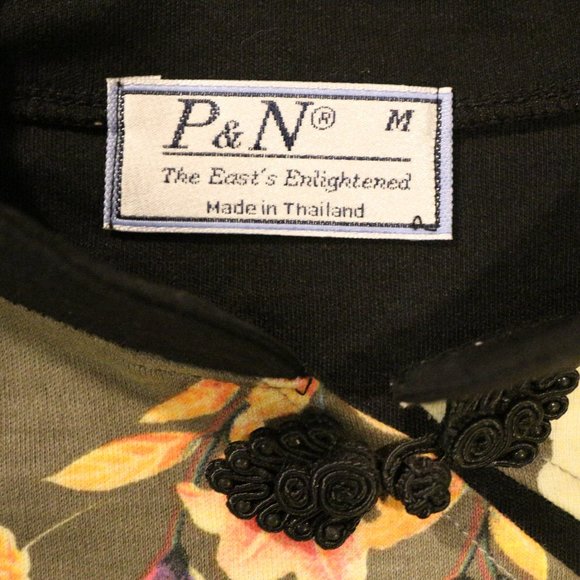 P&N® M
The East's Enlightened
Made in Thailand